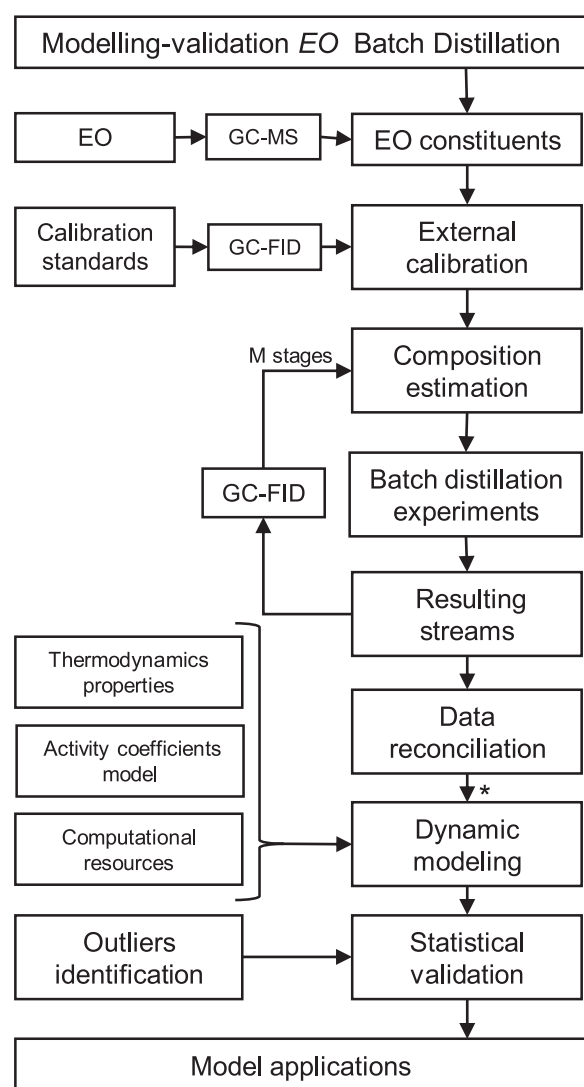 Modelling-validation EO Batch Distillation
EO
GC-MS
EO constituents
Calibration
standards
GC-FID
External
calibration
M stages
Composition
estimation
GC-FID
Batch distillation
experiments
Resulting
streams
Thermodynamics
properties
Data
reconciliation
Activity coefficients
model
*
Computational
resources
Dynamic
modeling
Outliers
identification
Statistical
validation
Model applications